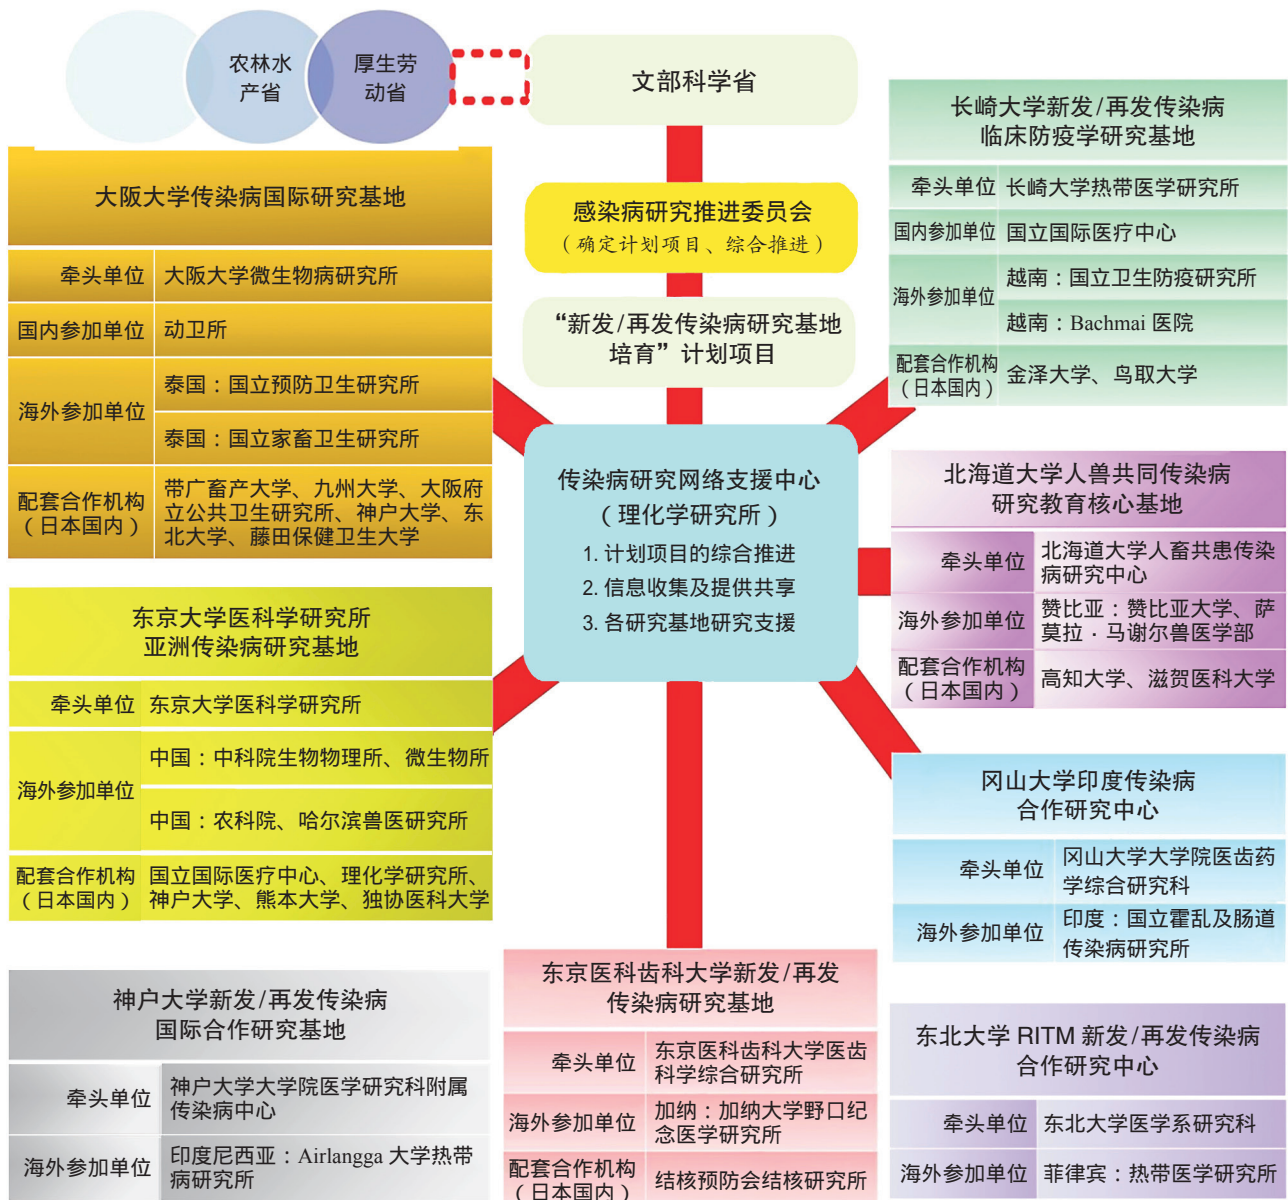 农林水
产省
厚生劳
动省
文部科学省
感染病研究推进委员会
（确定计划项目、综合推进）
“新发/再发传染病研究基地
培育”计划项目
传染病研究网络支援中心
（理化学研究所）
1. 计划项目的综合推进
2. 信息收集及提供共享
3. 各研究基地研究支援
大阪大学传染病国际研究基地
牵头单位
大阪大学微生物病研究所
国内参加单位
动卫所
海外参加单位
泰国：国立预防卫生研究所
泰国：国立家畜卫生研究所
配套合作机构
（日本国内）
带广畜产大学、九州大学、大阪府
立公共卫生研究所、神户大学、东
北大学、藤田保健卫生大学
东京大学医科学研究所
亚洲传染病研究基地
牵头单位
东京大学医科学研究所
海外参加单位
中国：中科院生物物理所、微生物所
中国：农科院、哈尔滨兽医研究所
配套合作机构
（日本国内）
国立国际医疗中心、理化学研究所、
神户大学、熊本大学、独协医科大学
神户大学新发/再发传染病
国际合作研究基地
牵头单位
神户大学大学院医学研究科附属
传染病中心
海外参加单位
印度尼西亚：Airlangga 大学热带
病研究所
东京医科齿科大学新发/再发
传染病研究基地
牵头单位
东京医科齿科大学医齿
科学综合研究所
海外参加单位
加纳：加纳大学野口纪
念医学研究所
配套合作机构
（日本国内）
结核预防会结核研究所
长崎大学新发/再发传染病
临床防疫学研究基地
牵头单位
长崎大学热带医学研究所
国内参加单位
国立国际医疗中心
海外参加单位
越南：国立卫生防疫研究所
越南：Bachmai 医院
配套合作机构
（日本国内）
金泽大学、鸟取大学
北海道大学人兽共同传染病
研究教育核心基地
牵头单位
北海道大学人畜共患传染
病研究中心
海外参加单位
赞比亚：赞比亚大学、萨
莫拉·马谢尔兽医学部
配套合作机构
（日本国内）
高知大学、滋贺医科大学
冈山大学印度传染病
合作研究中心
牵头单位
冈山大学大学院医齿药
学综合研究科
海外参加单位
印度：国立霍乱及肠道
传染病研究所
东北大学 RITM 新发/再发传染病
合作研究中心
牵头单位
东北大学医学系研究科
海外参加单位
菲律宾：热带医学研究所